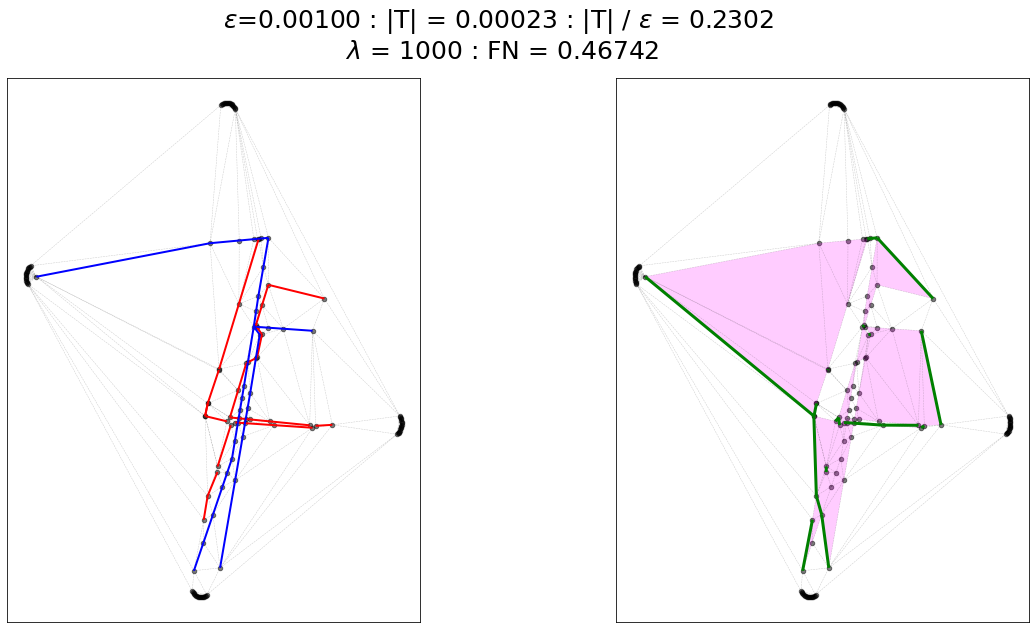 ε=0.00100 : |T| = 0.00023 : |T| / ε = 0.2302
λ = 1000 : FN = 0.46742